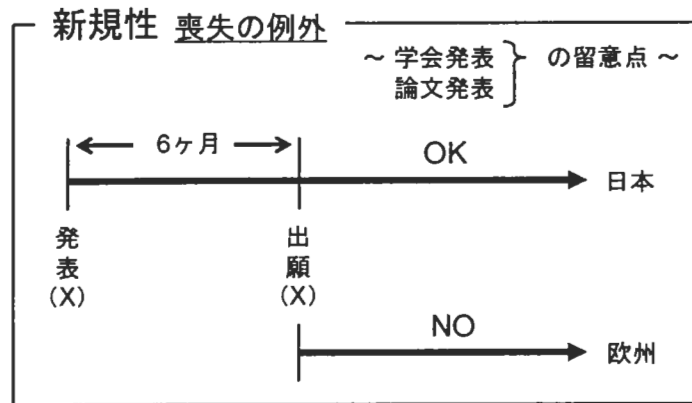 新規性 喪失の例外
～ 学会発表
論文発表
の留意点 ～
6ヶ月
OK
日本
発表(X)
出願(X)
NO
欧州